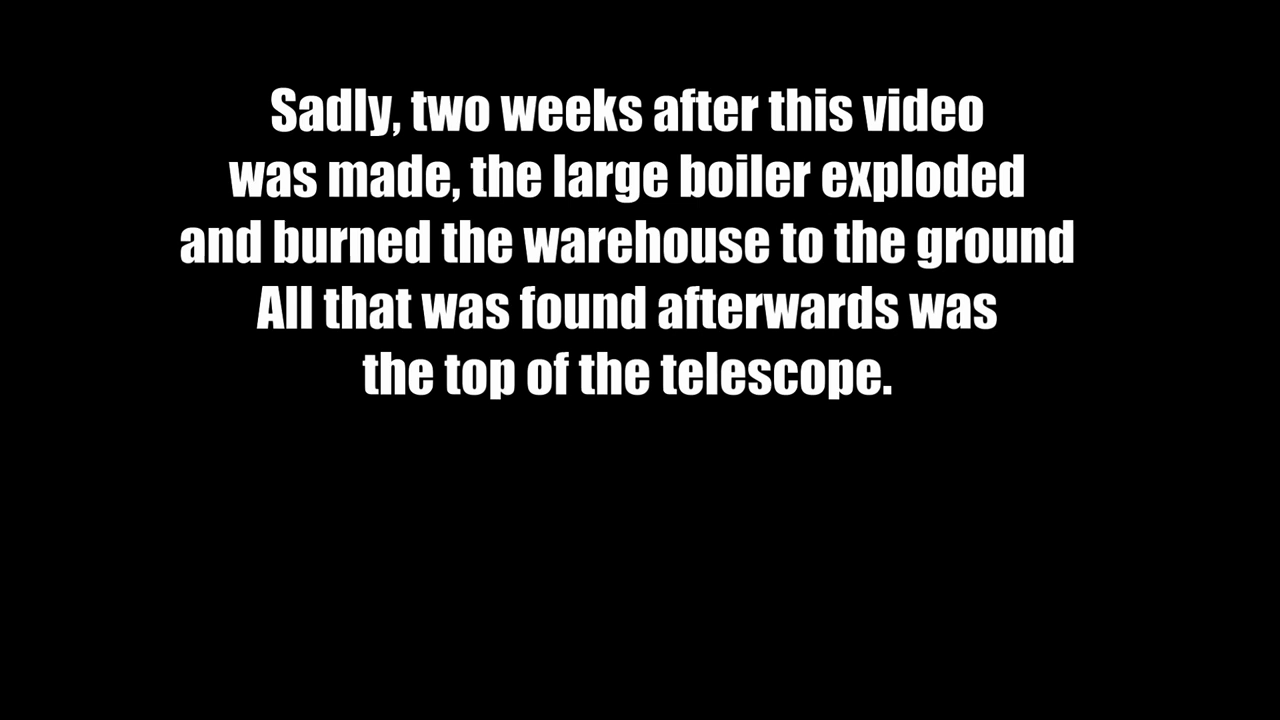 Sadly, two weeks after this video
was made, the large boiler exploded
and burned the warehouse to the ground
All that was found afterwards was
the top of the telescope.